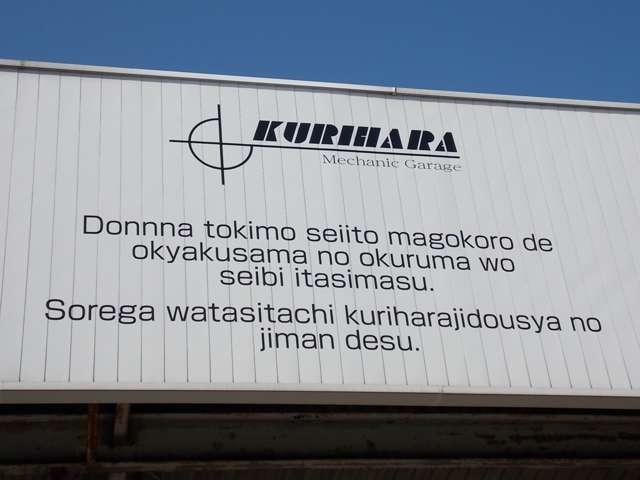 KURIHARA
Mechanic Garage
Donnna tokimo seiito magokoro de
okyakusama no okuruma wo
seibi itasimasu.
Sorega watasitachi kuriharajidousya no
jiman desu.